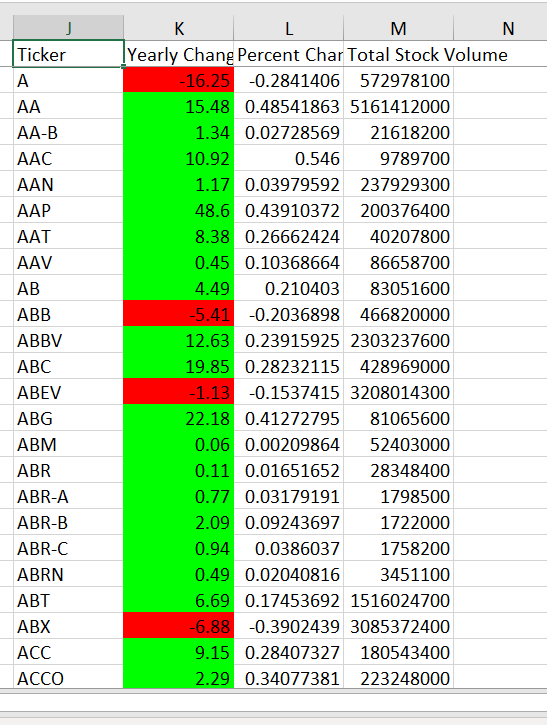 J K L M N
Ticker Yearly Chang Percent Char Total Stock Volume
A -16.25 -0.2841406 572978100
AA 15.48 0.48541863 5161412000
AA-B 1.34 0.02728569 21618200
AAC 10.92 0.546 9789700
AAN 1.17 0.03979592 237929300
AAP 48.6 0.43910372 200376400
AAT 8.38 0.26662424 40207800
AAV 0.45 0.10368664 86658700
AB 4.49 0.210403 83051600
ABB -5.41 -0.2036898 466820000
ABBV 12.63 0.23915925 2303237600
ABC 19.85 0.28232115 428969000
ABEV -1.13 -0.1537415 3208014300
ABG 22.18 0.41272795 81065600
ABM 0.06 0.00209864 52403000
ABR 0.11 0.01651652 28348400
ABR-A 0.77 0.03179191 1798500
ABR-B 2.09 0.09243697 1722000
ABR-C 0.94 0.0386037 1758200
ABRN 0.49 0.02040816 3451100
ABT 6.69 0.17453692 1516024700
ABX -6.88 -0.3902439 3085372400
ACC 9.15 0.28407327 180543400
ACCO 2.29 0.34077381 223248000